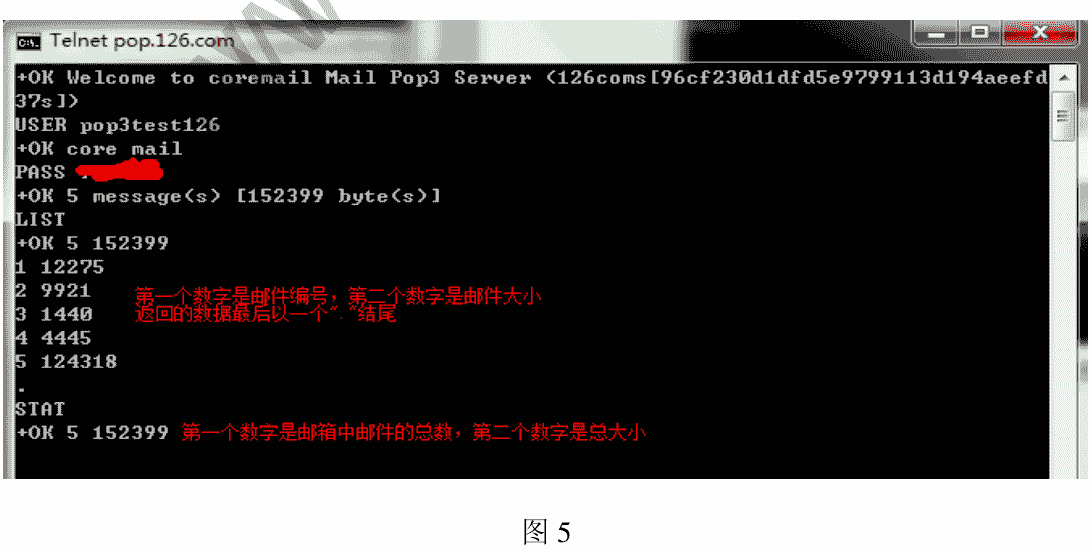 Telnet pop.126.com
+OK Welcome to coremail Mail Pop3 Server (126coms[96cf230d1dfd5e9799113d194aeefd
37s])
USER pop3test126
+OK core mail
PASS
+OK 5 message(s) [152399 byte(s)]
LIST
+OK 5 152399
1 12275
2 9921 第一个数字是邮件编号，第二个数字是邮件大小
3 1440 返回的数据最后以一个"."结尾
4 4445
5 124318
.
STAT
+OK 5 152399 第一个数字是邮箱中邮件的总数，第二个数字是总大小
图 5